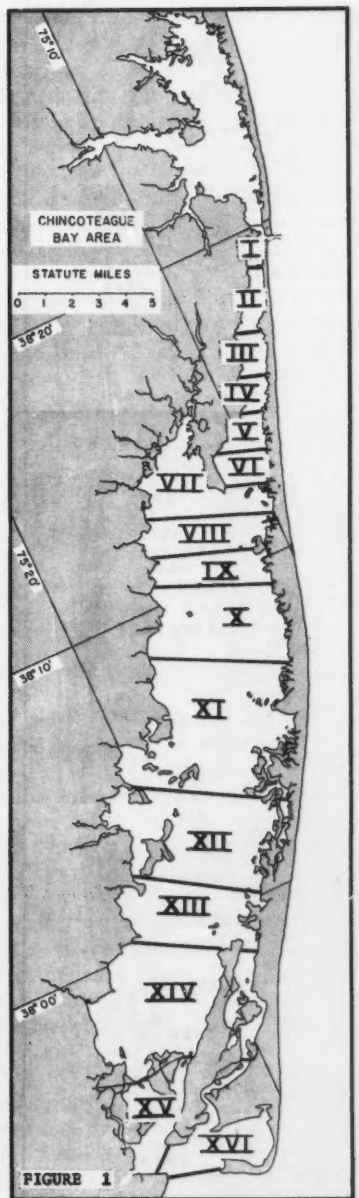 75°10'
CHINCOTEAGUE
BAY AREA
STATUTE MILES
0 1 2 3 4 5
38°20'
I
II
III
IV
V
VI
VII
VIII
75°20'
IX
X
38°10'
XI
XII
XIII
38°00'
XIV
XV
XVI
FIGURE 1